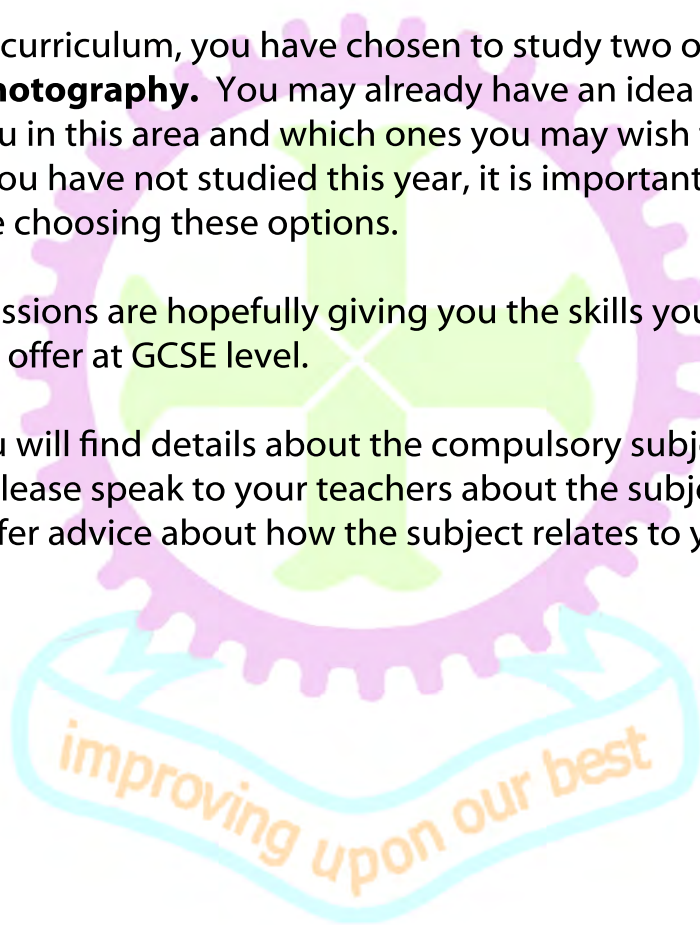 curriculum, you have chosen to study two o
hotography. You may already have an idea
u in this area and which ones you may wish
ou have not studied this year, it is important
e choosing these options.
ssions are hopefully giving you the skills you
offer at GCSE level.
u will find details about the compulsory subje
lease speak to your teachers about the subje
fer advice about how the subject relates to y
improving upon our best